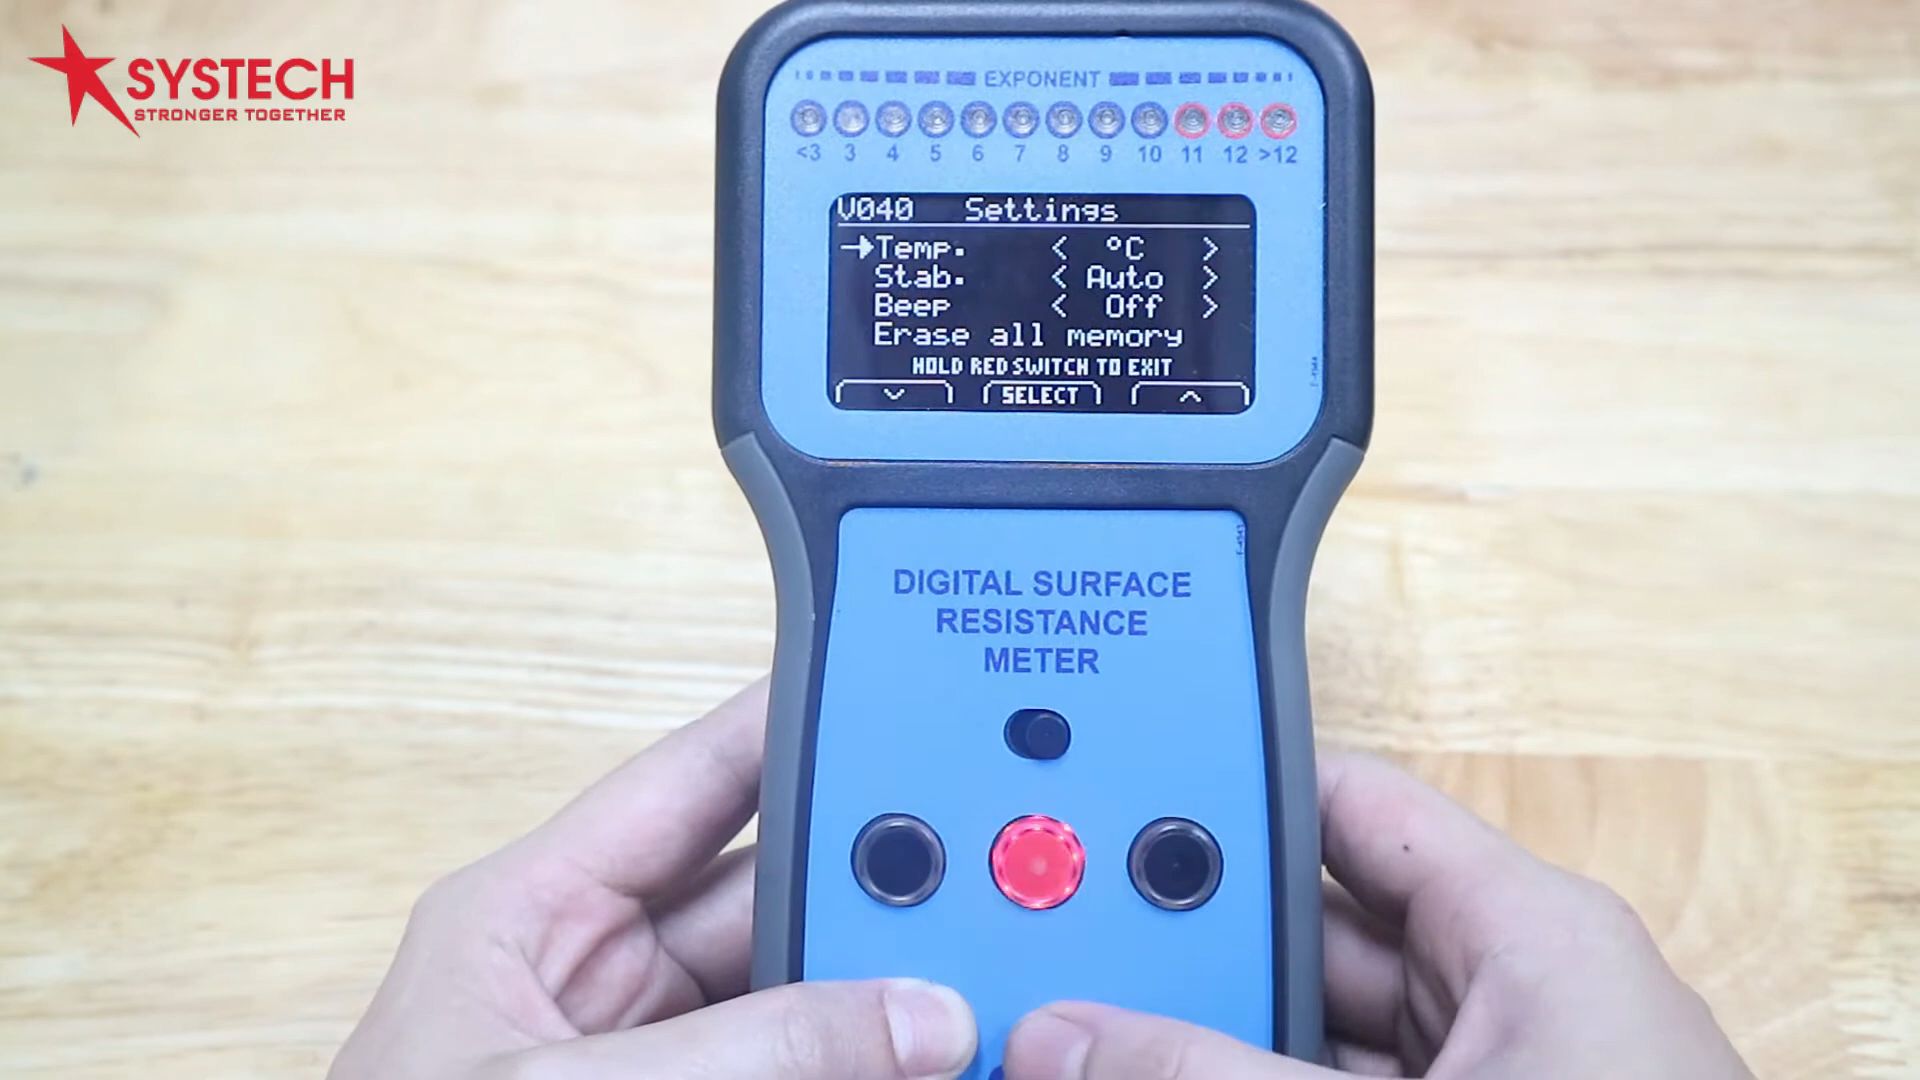 SYSTECH
STRONGER TOGETHER
EXPONENT
<3 3 4 5 6 7 8 9 10 11 12 >12
V040 Settings
→Temp. < °C >
Stab. < Auto >
Beep < Off >
Erase all memory
HOLD RED SWITCH TO EXIT
SELECT
DIGITAL SURFACE
RESISTANCE
METER